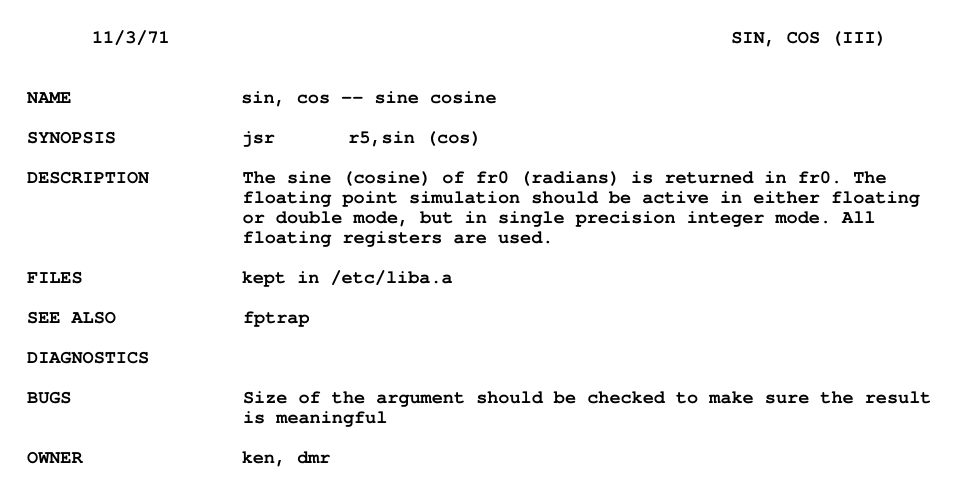 11/3/71 SIN, COS (III)
NAME sin, cos -- sine cosine
SYNOPSIS jsr r5,sin (cos)
DESCRIPTION The sine (cosine) of fr0 (radians) is returned in fr0. The
floating point simulation should be active in either floating
or double mode, but in single precision integer mode. All
floating registers are used.
FILES kept in /etc/liba.a
SEE ALSO fptrap
DIAGNOSTICS
BUGS Size of the argument should be checked to make sure the result
is meaningful
OWNER ken, dmr